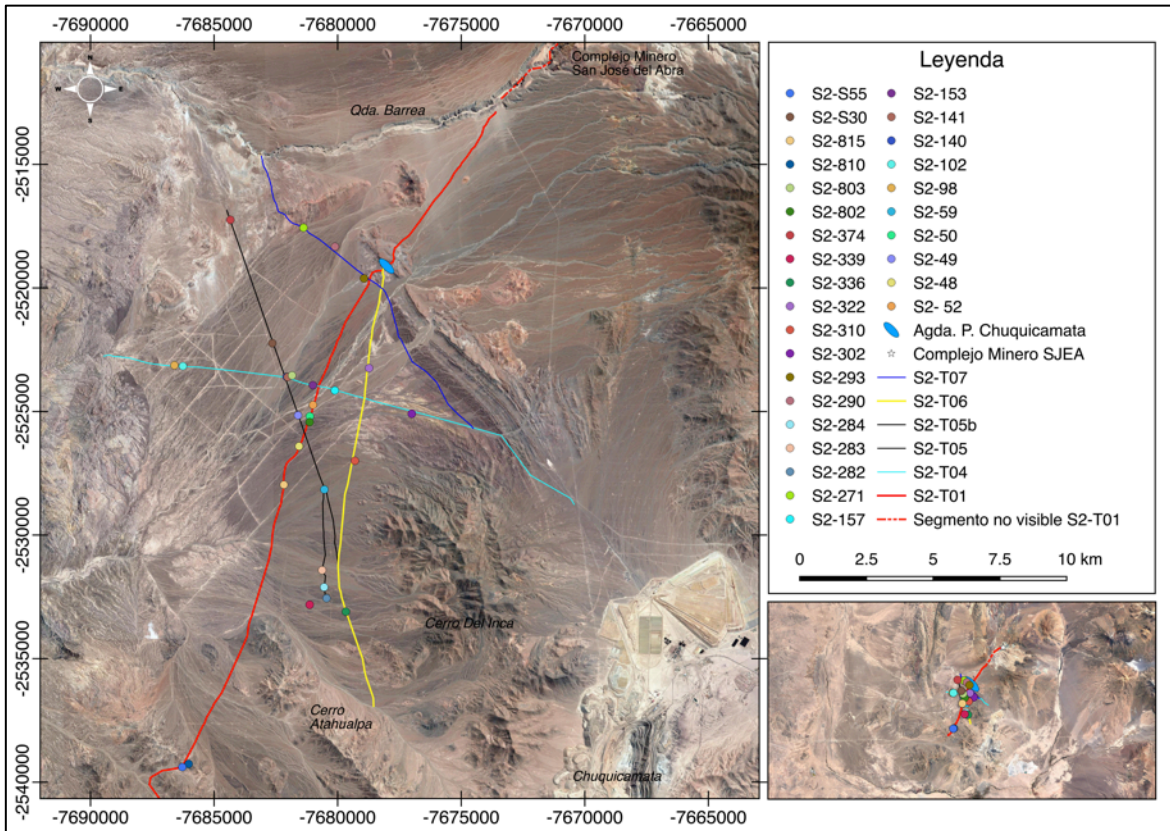 -7690000 -7685000 -7680000 -7675000 -7670000 -7665000
N
W E
S
Complejo Minero
San José del Abra
Qda. Barrea
-2515000
-2520000
-2525000
-2530000
-2535000
-2540000
Cerro Del Inca
Cerro
Atahualpa
Chuquicamata
-7690000 -7685000 -7680000 -7675000 -7670000 -7665000
Leyenda
S2-S55
S2-S30
S2-815
S2-810
S2-803
S2-802
S2-374
S2-339
S2-336
S2-322
S2-310
S2-302
S2-293
S2-290
S2-284
S2-283
S2-282
S2-271
S2-157
S2-153
S2-141
S2-140
S2-102
S2-98
S2-59
S2-50
S2-49
S2-48
S2- 52
Agda. P. Chuquicamata
Complejo Minero SJEA
S2-T07
S2-T06
S2-T05b
S2-T05
S2-T04
S2-T01
Segmento no visible S2-T01
0 2.5 5 7.5 10 km